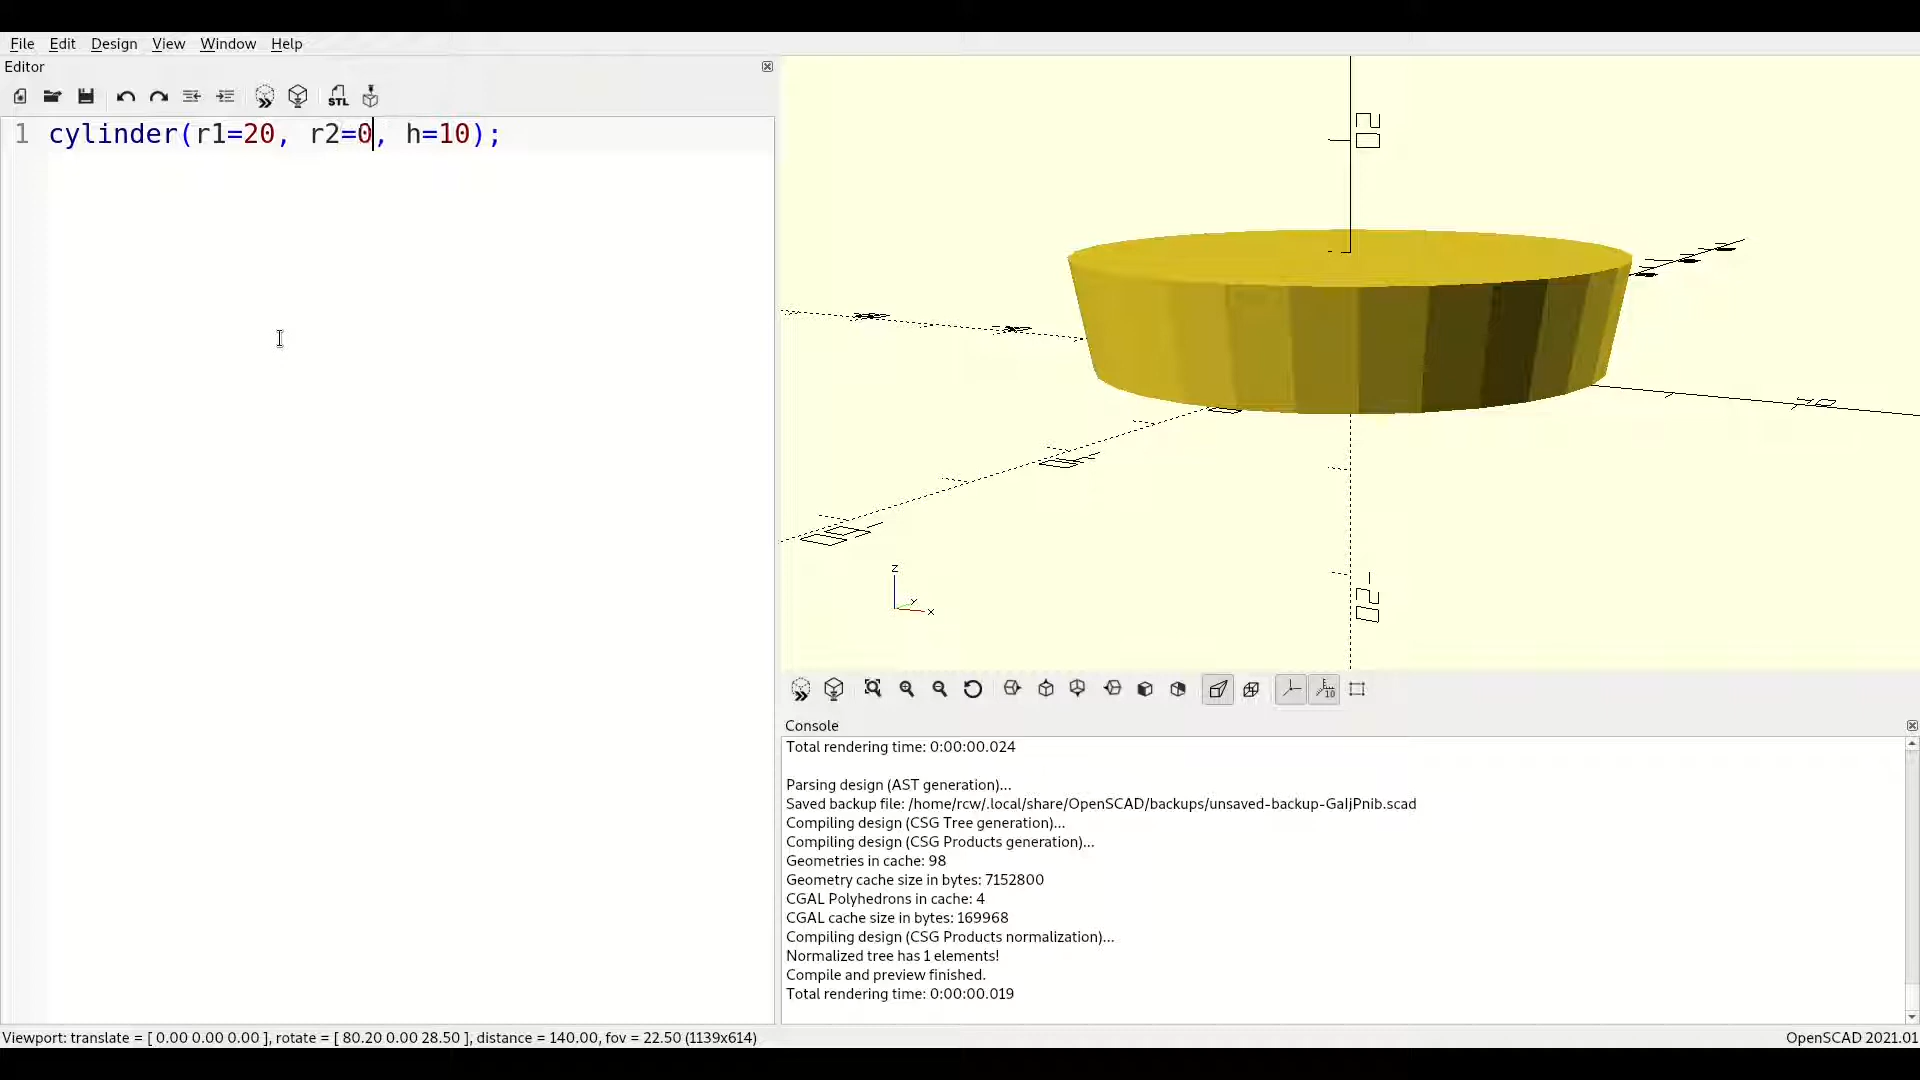 File Edit Design View Window Help
Editor
STL
1 cylinder(r1=20, r2=0, h=10);
20
-20
z
y
x
10
Console
Total rendering time: 0:00:00.024
Parsing design (AST generation)...
Saved backup file: /home/rcw/.local/share/OpenSCAD/backups/unsaved-backup-GaIjPnib.scad
Compiling design (CSG Tree generation)...
Compiling design (CSG Products generation)...
Geometries in cache: 98
Geometry cache size in bytes: 7152800
CGAL Polyhedrons in cache: 4
CGAL cache size in bytes: 169968
Compiling design (CSG Products normalization)...
Normalized tree has 1 elements!
Compile and preview finished.
Total rendering time: 0:00:00.019
Viewport: translate = [ 0.00 0.00 0.00 ], rotate = [ 80.20 0.00 28.50 ], distance = 140.00, fov = 22.50 (1139x614)
OpenSCAD 2021.01